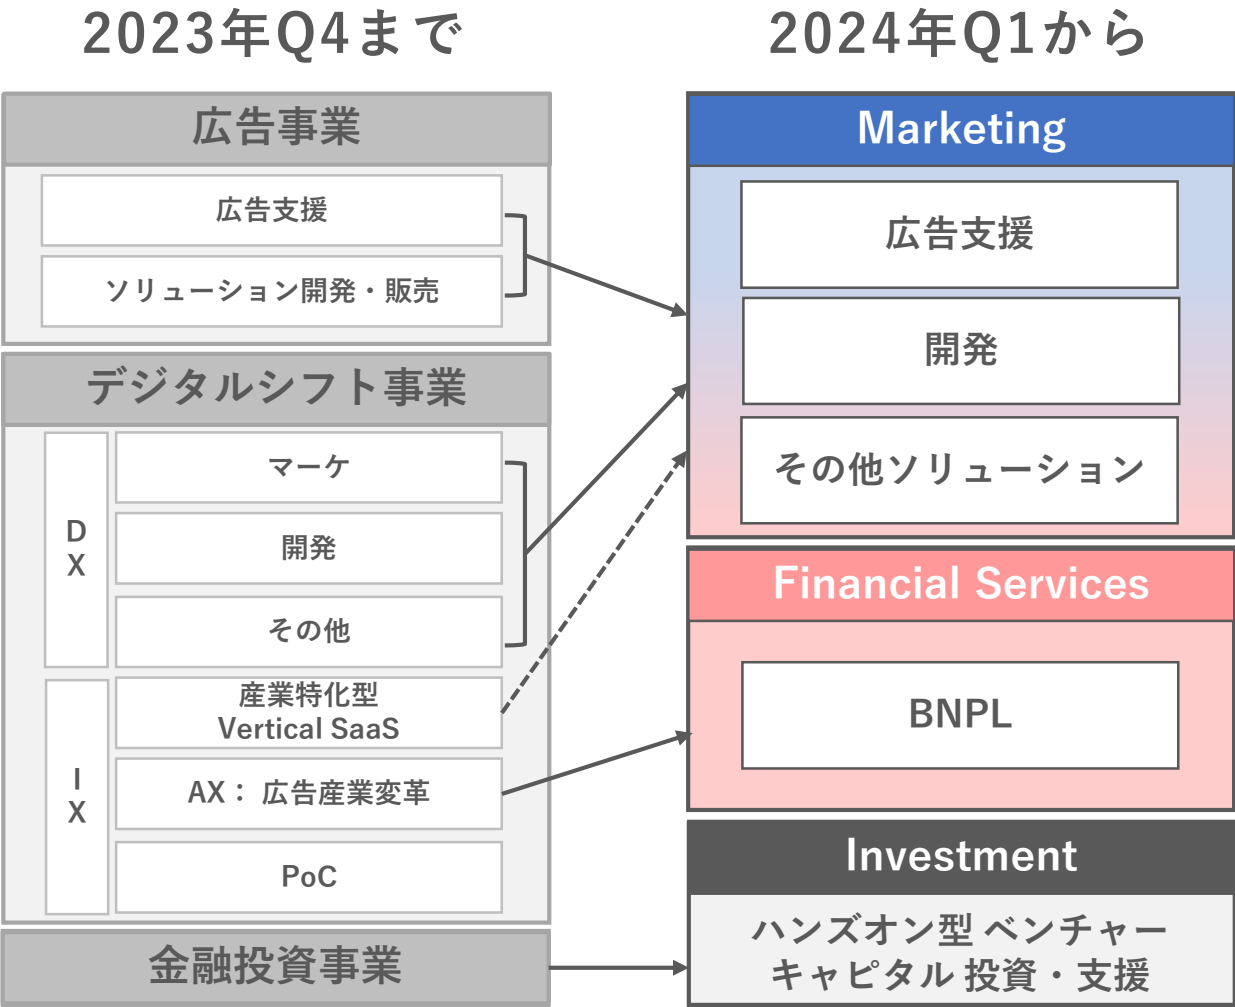 2023年Q4まで
広告事業
広告支援
ソリューション開発・販売
デジタルシフト事業
DX
マーケ
開発
その他
IX
産業特化型
Vertical SaaS
AX： 広告産業変革
PoC
金融投資事業
2024年Q1から
Marketing
広告支援
開発
その他ソリューション
Financial Services
BNPL
Investment
ハンズオン型 ベンチャー
キャピタル 投資・支援